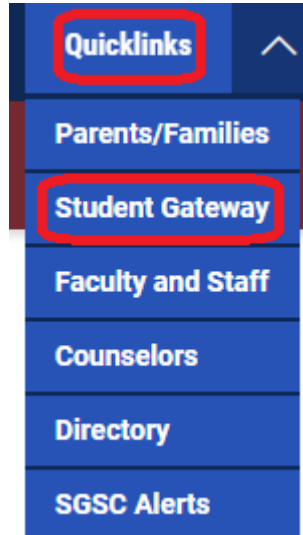 Quicklinks
Parents/Families
Student Gateway
Faculty and Staff
Counselors
Directory
SGSC Alerts